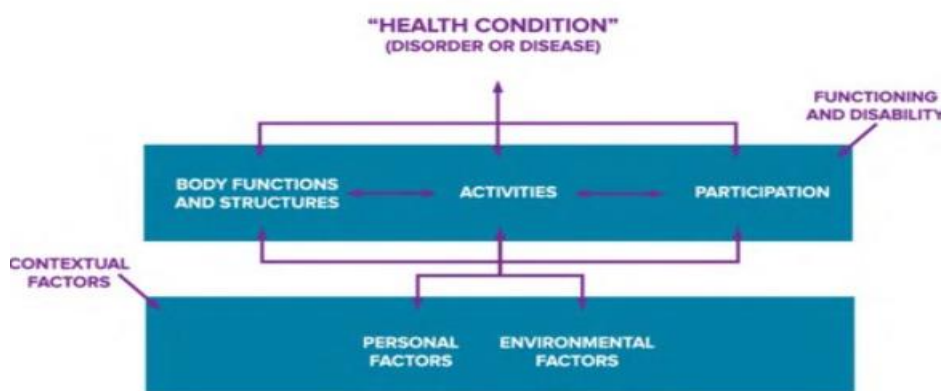 “HEALTH CONDITION”
(DISORDER OR DISEASE)
FUNCTIONING
AND DISABILITY
BODY FUNCTIONS
AND STRUCTURES
ACTIVITIES
PARTICIPATION
CONTEXTUAL
FACTORS
PERSONAL
FACTORS
ENVIRONMENTAL
FACTORS